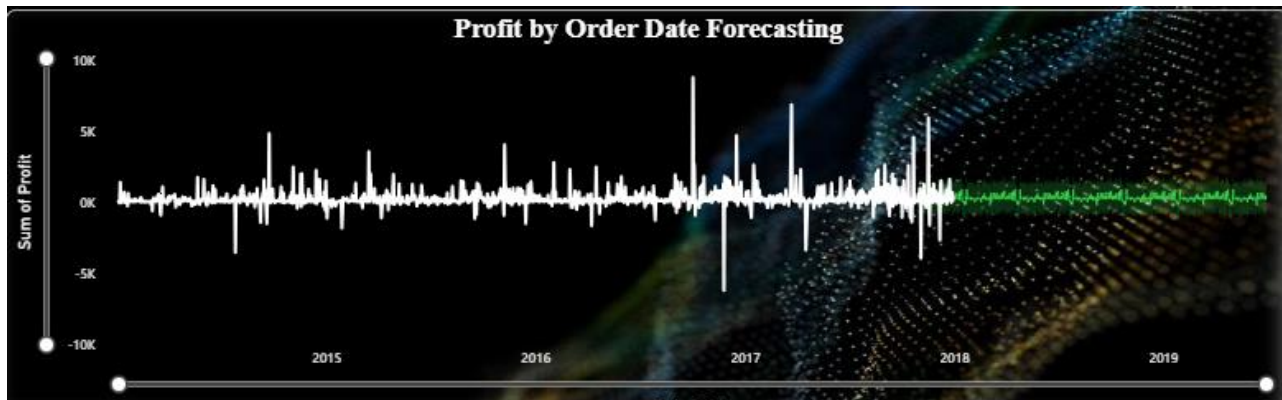 Profit by Order Date Forecasting
10K
5K
0K
-5K
-10K
Sum of Profit
2015
2016
2017
2018
2019